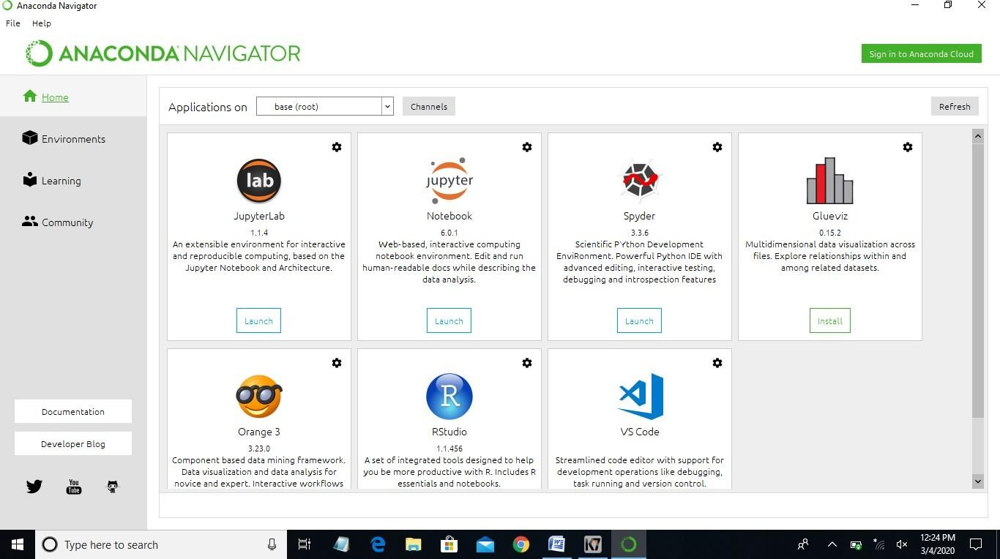 Anaconda Navigator
File Help
ANACONDA NAVIGATOR
Sign in to Anaconda Cloud
Home
Environments
Learning
Community
Documentation
Developer Blog
You
Tube
Applications on base (root) Channels Refresh
lab
JupyterLab
1.1.4
An extensible environment for interactive
and reproducible computing, based on the
Jupyter Notebook and Architecture.
Launch
jupyter
Notebook
6.0.1
Web-based, interactive computing
notebook environment. Edit and run
human-readable docs while describing the
data analysis.
Launch
Spyder
3.3.6
Scientific PYthon Development
EnviRonment. Powerful Python IDE with
advanced editing, interactive testing,
debugging and introspection features
Launch
Glueviz
0.15.2
Multidimensional data visualization across
files. Explore relationships within and
among related datasets.
Install
Orange 3
3.23.0
Component based data mining framework.
Data visualization and data analysis for
novice and expert. Interactive workflows
R
RStudio
1.1.456
A set of integrated tools designed to help
you be more productive with R. Includes R
essentials and notebooks.
VS Code
Streamlined code editor with support for
development operations like debugging,
task running and version control.
Type here to search
12:24 PM
3/4/2020